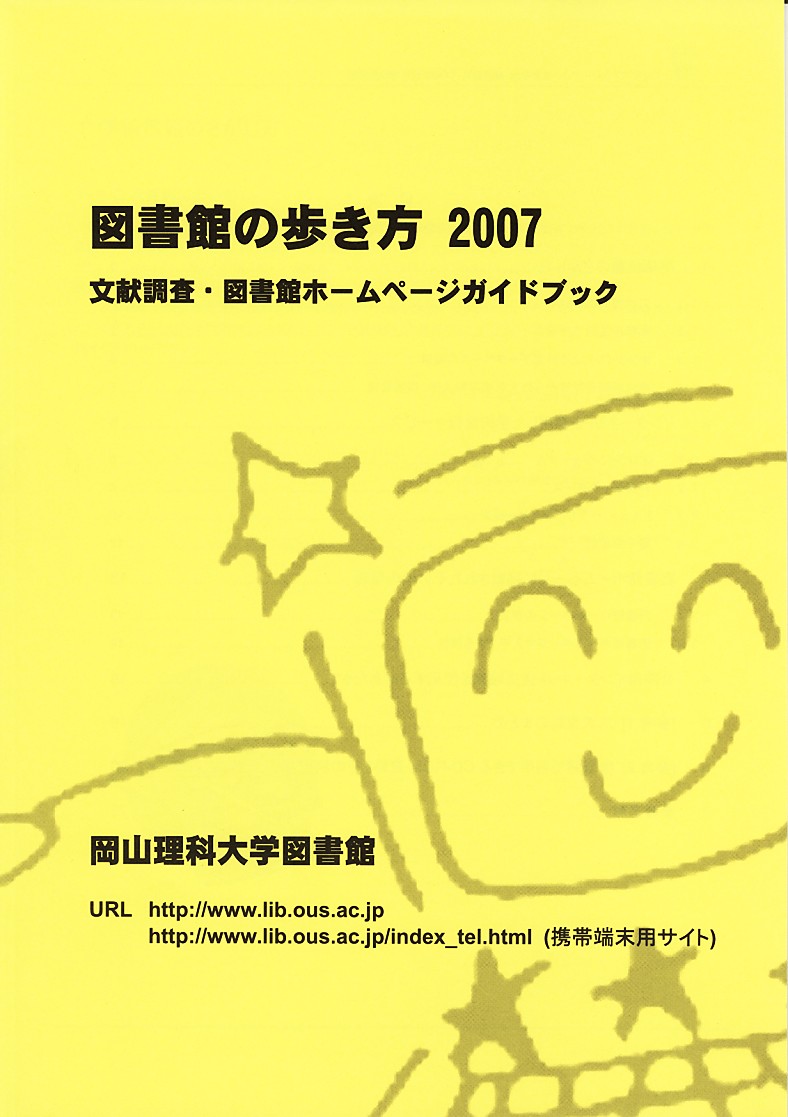 図書館の歩き方 2007
文献調査・図書館ホームページガイドブック
岡山理科大学図書館
URL http://www.lib.ous.ac.jp
http://www.lib.ous.ac.jp/index_tel.html (携帯端末用サイト)